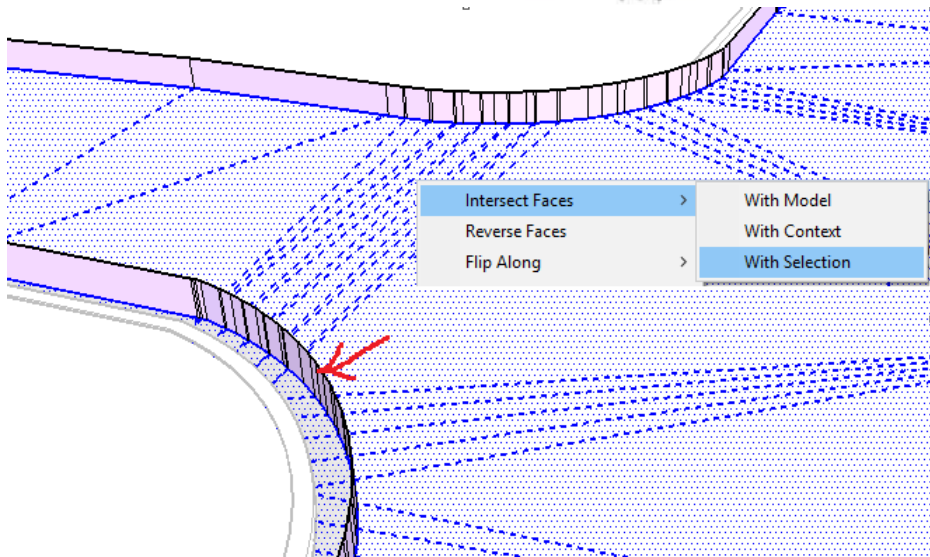 Intersect Faces
With Model
Reverse Faces
With Context
Flip Along
With Selection